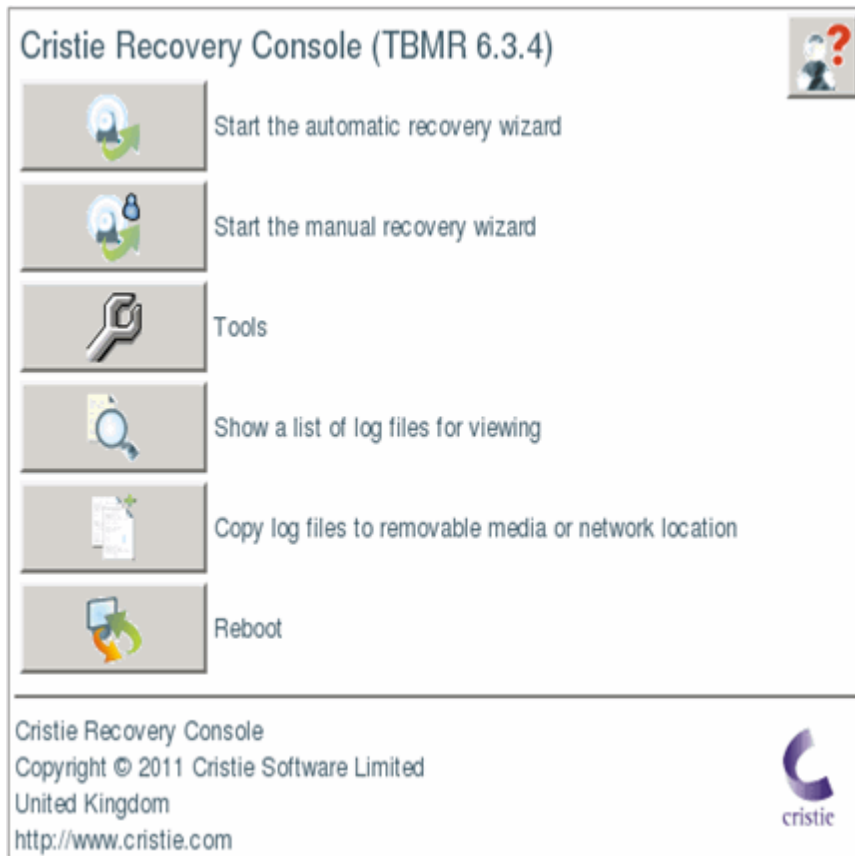 Cristie Recovery Console (TBMR 6.3.4)
Start the automatic recovery wizard
Start the manual recovery wizard
Tools
Show a list of log files for viewing
Copy log files to removable media or network location
Reboot
Cristie Recovery Console
Copyright © 2011 Cristie Software Limited
United Kingdom
http://www.cristie.com
cristie